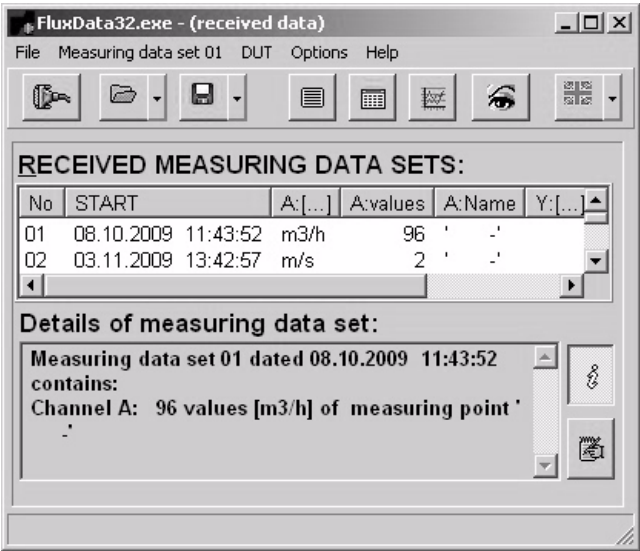 FluxData32.exe - (received data)
File Measuring data set 01 DUT Options Help
RECEIVED MEASURING DATA SETS:
No START A:[...] A:values A:Name Y:[...]
01 08.10.2009 11:43:52 m3/h 96 ' -'
02 03.11.2009 13:42:57 m/s 2 ' -'
Details of measuring data set:
Measuring data set 01 dated 08.10.2009 11:43:52
contains:
Channel A: 96 values [m3/h] of measuring point '
-'